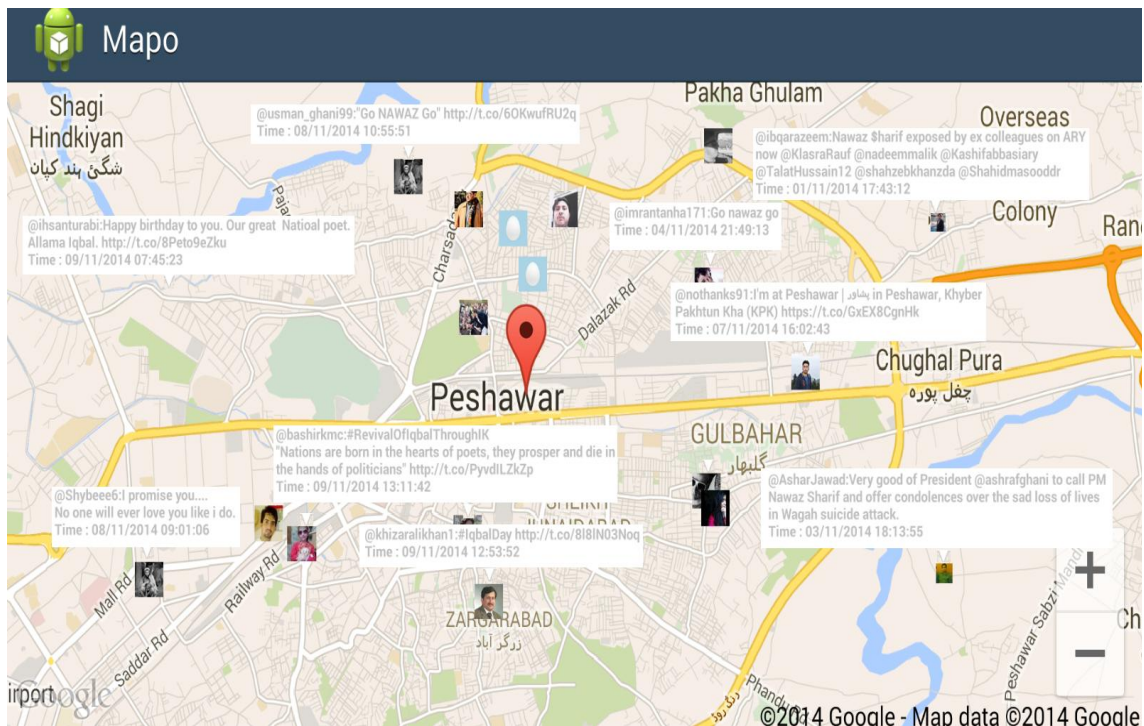 Mapo
Shagi
Hindkiyan
شگئ ہند کیان
@usman_ghani99:"Go NAWAZ Go" http://t.co/6OKwufRU2q
Time : 08/11/2014 10:55:51
Pakha Ghulam
Overseas
@ibqarazeem:Nawaz $harif exposed by ex colleagues on ARY
now @KlasraRauf @nadeemmalik @Kashifabbasiary
@TalatHussain12 @shahzebkhanzda @Shahidmasooddr
Time : 01/11/2014 17:43:12
Colony
@ihsanturabi:Happy birthday to you. Our great Natioal poet.
Allama Iqbal. http://t.co/8Peto9eZku
Time : 09/11/2014 07:45:23
Charsad
@imrantanha171:Go nawaz go
Time : 04/11/2014 21:49:13
Dalazak Rd
@nothanks91:I'm at Peshawar | پشاور in Peshawar, Khyber
Pakhtun Kha (KPK) https://t.co/GxEX8CgnHk
Time : 07/11/2014 16:02:43
Chughal Pura
چغل پورہ
Peshawar
GULBAHAR
گلبہار
@bashirkmc:#RevivalOfIqbalThroughIK
"Nations are born in the hearts of poets, they prosper and die in
the hands of politicians" http://t.co/PyvdILZkZp
Time : 09/11/2014 13:11:42
@AsharJawad:Very good of President @ashrafghani to call PM
Nawaz Sharif and offer condolences over the sad loss of lives
in Wagah suicide attack.
Time : 03/11/2014 18:13:55
@Shybeee6:I promise you....
No one will ever love you like i do.
Time : 08/11/2014 09:01:06
@khizaralikhan1:#IqbalDay http://t.co/8l8lN03Noq
Time : 09/11/2014 12:53:52
Mall Rd
Railway Rd
Saddar Rd
ZARGARABAD
زرگر آباد
Peshawar Sabzi Mandi
+
−
Ch
irport
Google
رنگ روڈ
©2014 Google - Map data ©2014 Google